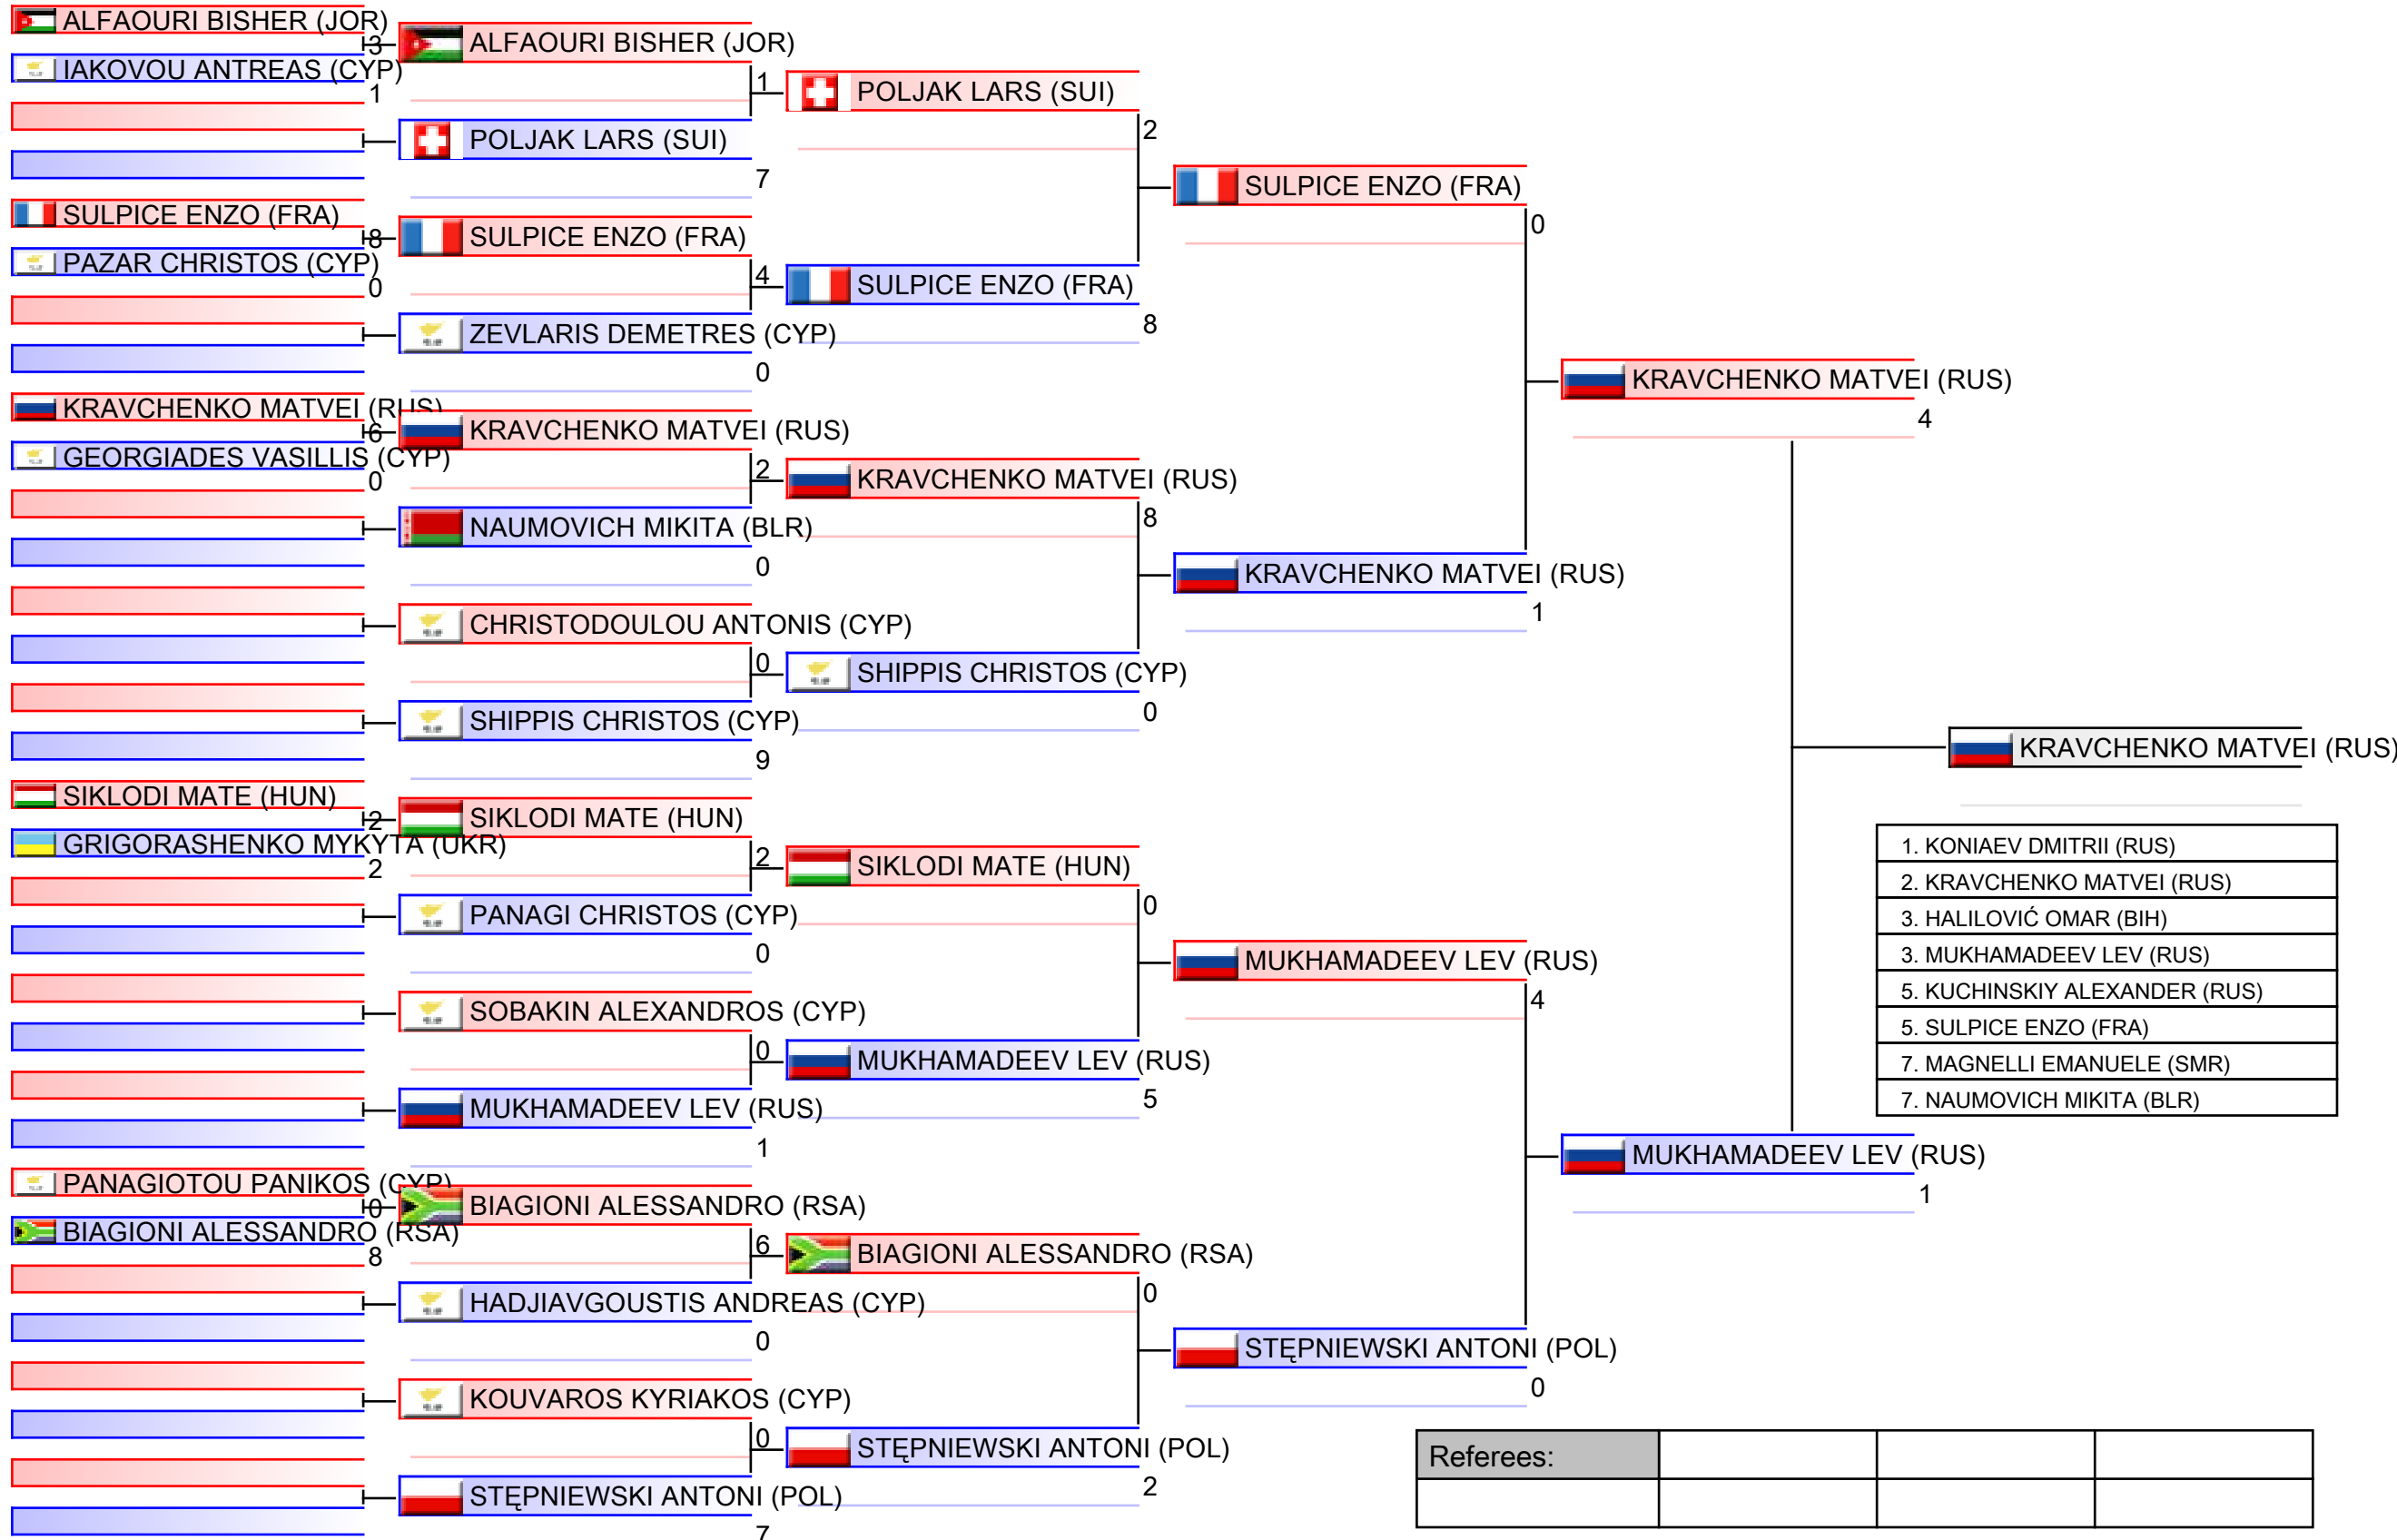 ALFAOURI BISHER (JOR)
3
IAKOVOU ANTREAS (CYP)
1
SULPICE ENZO (FRA)
8
PAZAR CHRISTOS (CYP)
0
KRAVCHENKO MATVEI (RUS)
6
GEORGIADES VASILLIS (CYP)
0
SIKLODI MATE (HUN)
2
GRIGORASHENKO MYKYTA (UKR)
2
PANAGIOTOU PANIKOS (CYP)
0
BIAGIONI ALESSANDRO (RSA)
8
ALFAOURI BISHER (JOR)
1
POLJAK LARS (SUI)
7
SULPICE ENZO (FRA)
4
ZEVLARIS DEMETRES (CYP)
0
KRAVCHENKO MATVEI (RUS)
2
NAUMOVICH MIKITA (BLR)
0
CHRISTODOULOU ANTONIS (CYP)
0
SHIPPIS CHRISTOS (CYP)
9
SIKLODI MATE (HUN)
2
PANAGI CHRISTOS (CYP)
0
SOBAKIN ALEXANDROS (CYP)
0
MUKHAMADEEV LEV (RUS)
1
BIAGIONI ALESSANDRO (RSA)
6
HADJIAVGOUSTIS ANDREAS (CYP)
0
KOUVAROS KYRIAKOS (CYP)
0
STĘPNIEWSKI ANTONI (POL)
7
POLJAK LARS (SUI)
2
SULPICE ENZO (FRA)
8
KRAVCHENKO MATVEI (RUS)
8
SHIPPIS CHRISTOS (CYP)
0
SIKLODI MATE (HUN)
0
MUKHAMADEEV LEV (RUS)
5
BIAGIONI ALESSANDRO (RSA)
0
STĘPNIEWSKI ANTONI (POL)
2
SULPICE ENZO (FRA)
0
KRAVCHENKO MATVEI (RUS)
1
MUKHAMADEEV LEV (RUS)
4
STĘPNIEWSKI ANTONI (POL)
0
KRAVCHENKO MATVEI (RUS)
4
MUKHAMADEEV LEV (RUS)
1
KRAVCHENKO MATVEI (RUS)
1. KONIAEV DMITRII (RUS)
2. KRAVCHENKO MATVEI (RUS)
3. HALILOVIĆ OMAR (BIH)
3. MUKHAMADEEV LEV (RUS)
5. KUCHINSKIY ALEXANDER (RUS)
5. SULPICE ENZO (FRA)
7. MAGNELLI EMANUELE (SMR)
7. NAUMOVICH MIKITA (BLR)
Referees: